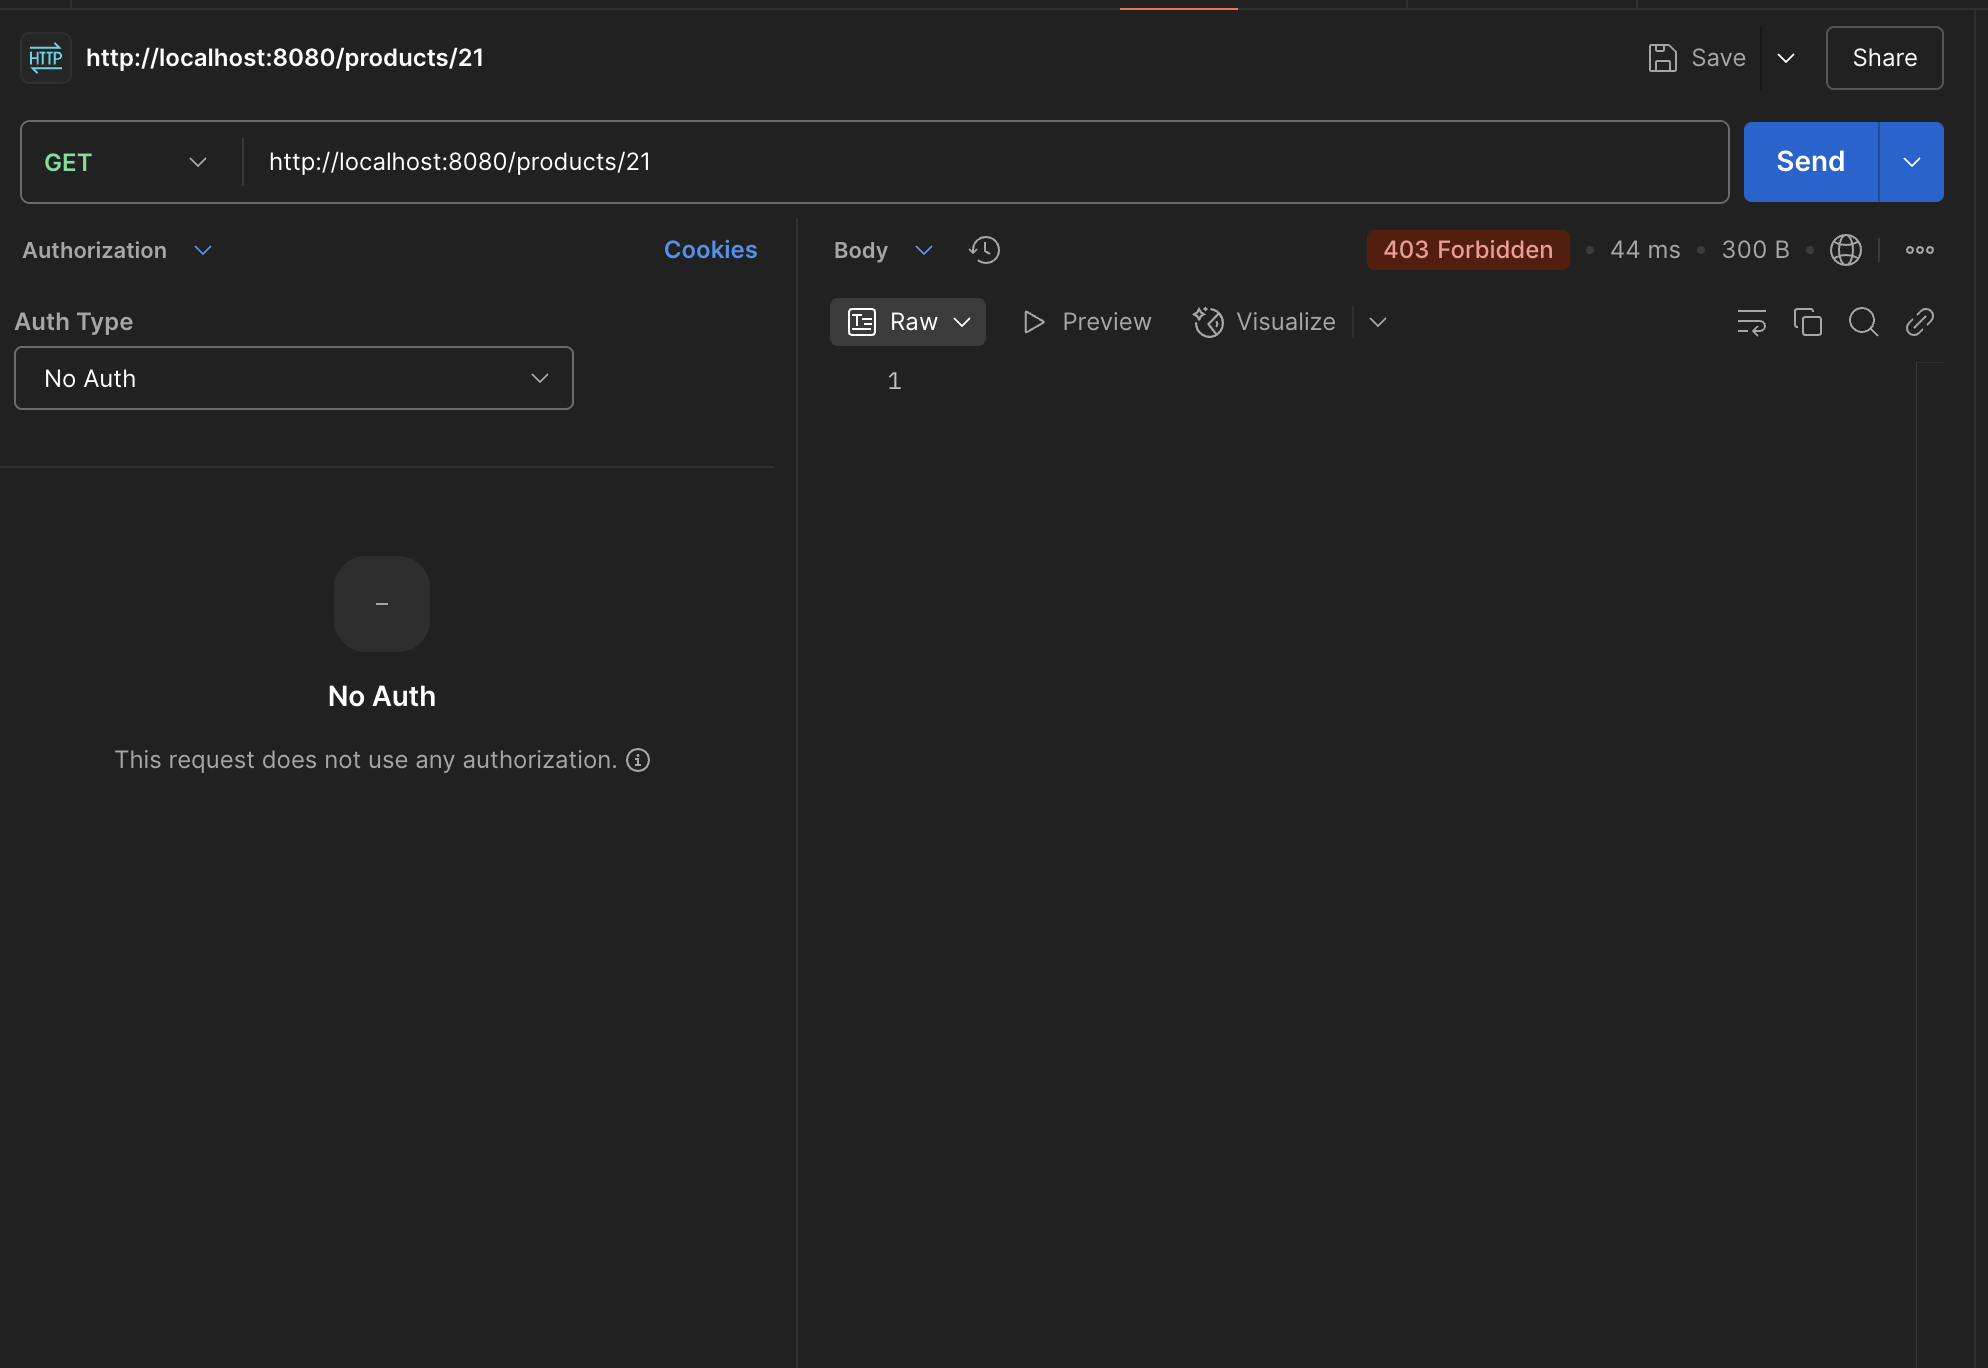 HTTP http://localhost:8080/products/21 Save Share
GET http://localhost:8080/products/21 Send
Authorization Cookies
Body 403 Forbidden • 44 ms • 300 B •
Auth Type
No Auth
Raw Preview Visualize
1
No Auth
This request does not use any authorization.